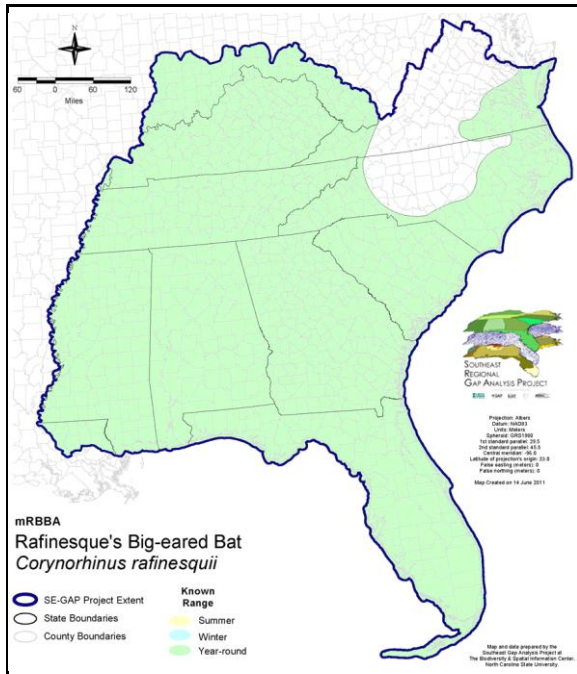 N
60 0 60 120
Miles
SOUTHEAST
REGIONAL
GAP ANALYSIS PROJECT
Projection: Albers
Datum: NAD83
Units: Meters
Spheroid: GRS1980
1st standard parallel: 29.5
2nd standard parallel: 45.5
Central meridian: -96.0
Latitude of projection's origin: 23.0
False easting (meters): 0
False northing (meters): 0
Map Created on 14 June 2011
mRBBA
Rafinesque's Big-eared Bat
Corynorhinus rafinesquii
SE-GAP Project Extent
State Boundaries
County Boundaries
Known
Range
Summer
Winter
Year-round
Map and data prepared by the
Southeast Gap Analysis Project at
The Biodiversity & Spatial Information Center,
North Carolina State University.